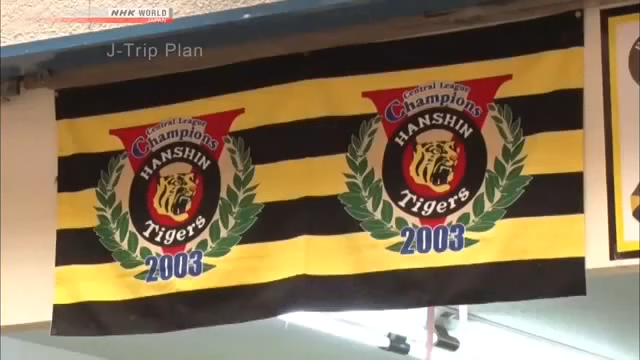 NHK WORLD
JAPAN
J-Trip Plan
Central League
Champions
HANSHIN
Tigers
2003
Central League
Champions
HANSHIN
Tigers
2003